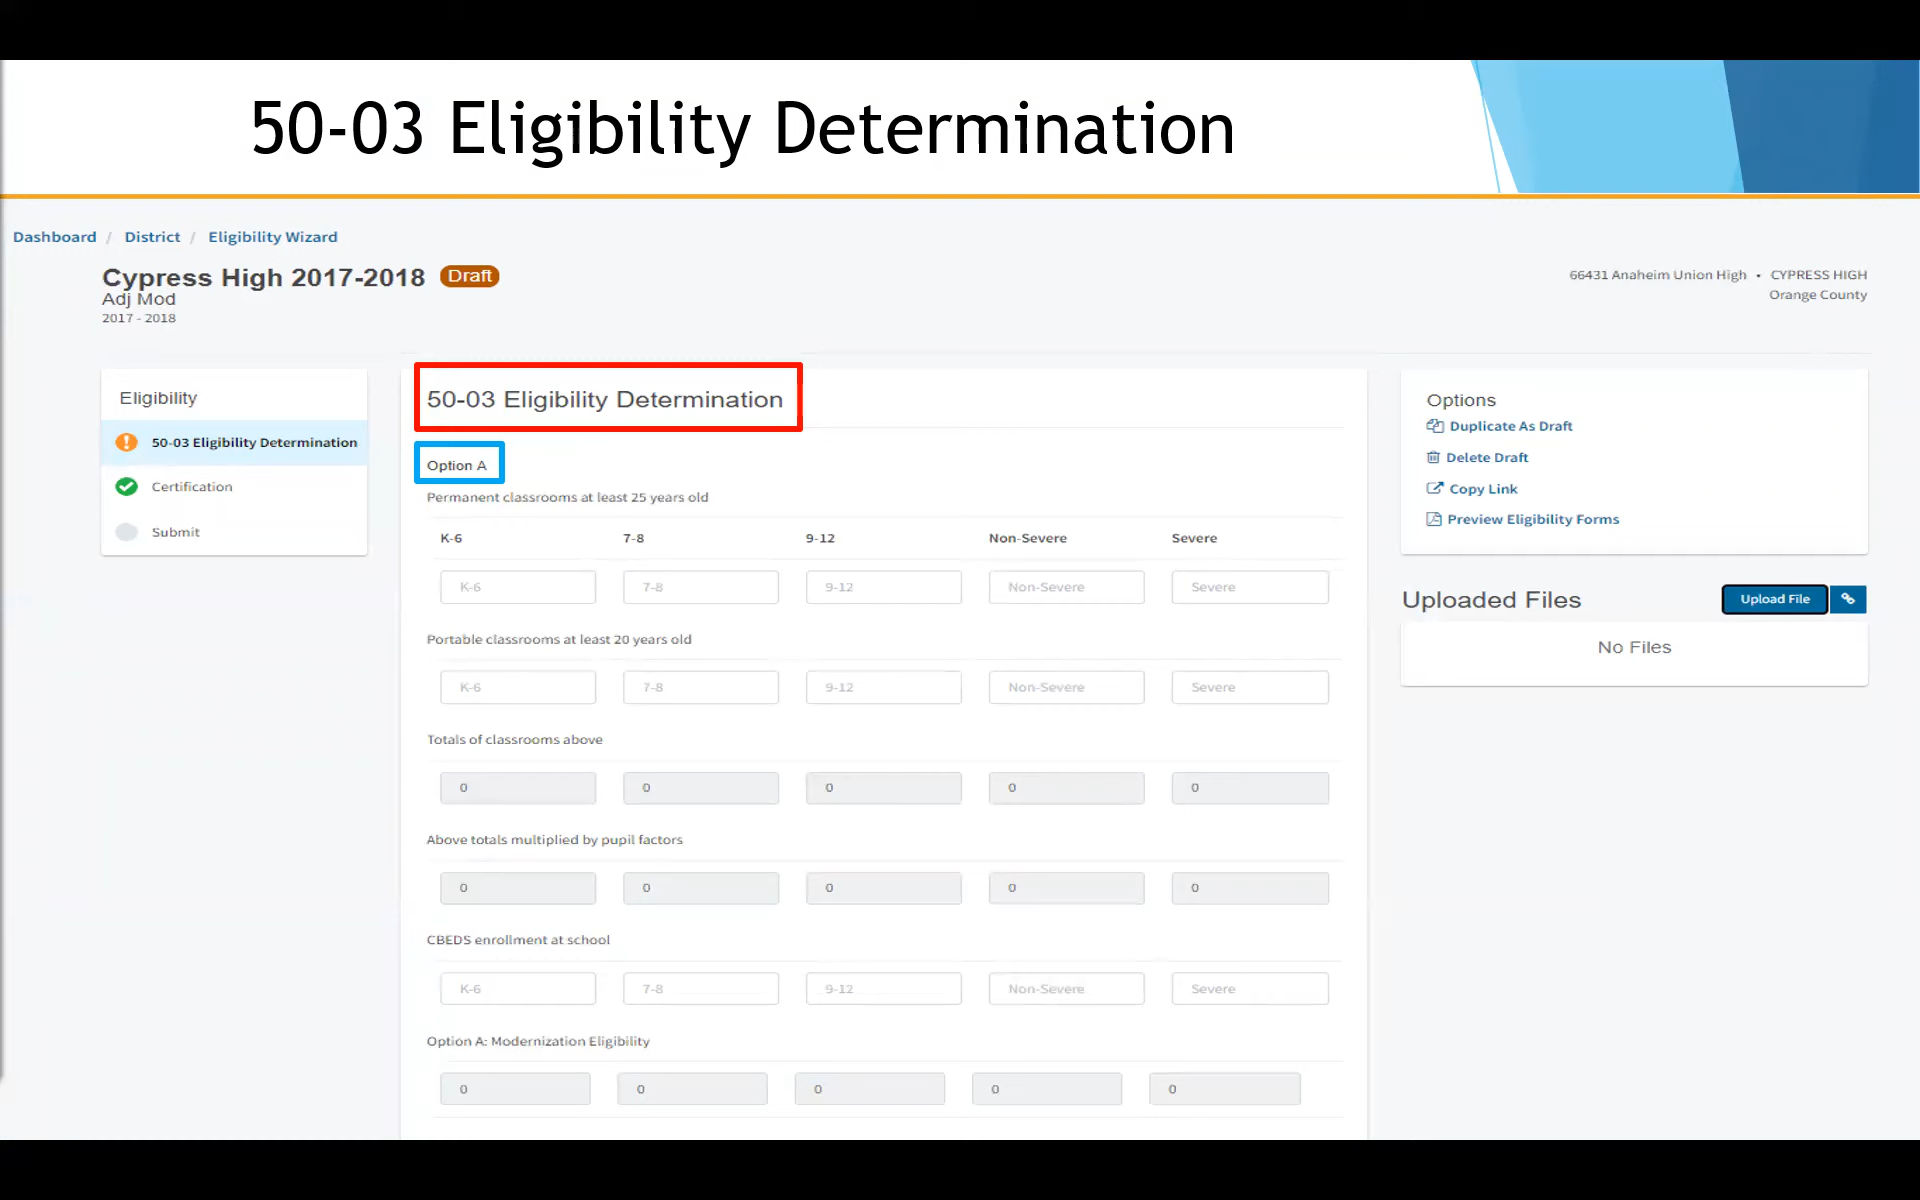 50-03 Eligibility Determination
Dashboard / District / Eligibility Wizard
Cypress High 2017-2018 Draft
Adj Mod
2017 - 2018
66431 Anaheim Union High • CYPRESS HIGH
Orange County
Eligibility
50-03 Eligibility Determination
Certification
Submit
50-03 Eligibility Determination
Option A
Permanent classrooms at least 25 years old
K-6 7-8 9-12 Non-Severe Severe
K-6 7-8 9-12 Non-Severe Severe
Portable classrooms at least 20 years old
K-6 7-8 9-12 Non-Severe Severe
Totals of classrooms above
0 0 0 0 0
Above totals multiplied by pupil factors
0 0 0 0 0
CBEDS enrollment at school
K-6 7-8 9-12 Non-Severe Severe
Option A: Modernization Eligibility
0 0 0 0 0
Options
Duplicate As Draft
Delete Draft
Copy Link
Preview Eligibility Forms
Uploaded Files Upload File
No Files